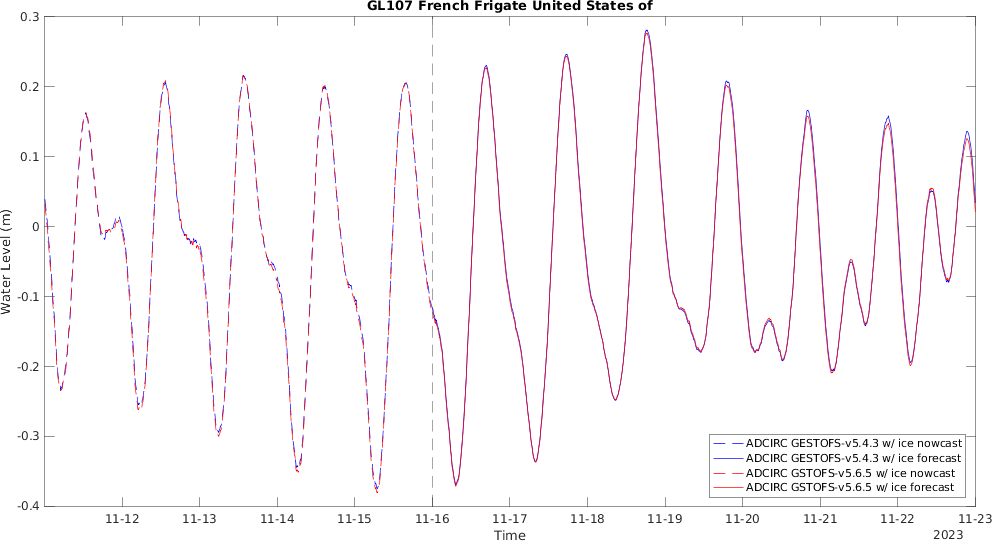 GL107 French Frigate United States of
Water Level (m)
0.3
0.2
0.1
0
-0.1
-0.2
-0.3
-0.4
ADCIRC GESTOFS-v5.4.3 w/ ice nowcast
ADCIRC GESTOFS-v5.4.3 w/ ice forecast
ADCIRC GSTOFS-v5.6.5 w/ ice nowcast
ADCIRC GSTOFS-v5.6.5 w/ ice forecast
11-12 11-13 11-14 11-15 11-16 11-17 11-18 11-19 11-20 11-21 11-22 11-23
Time
2023